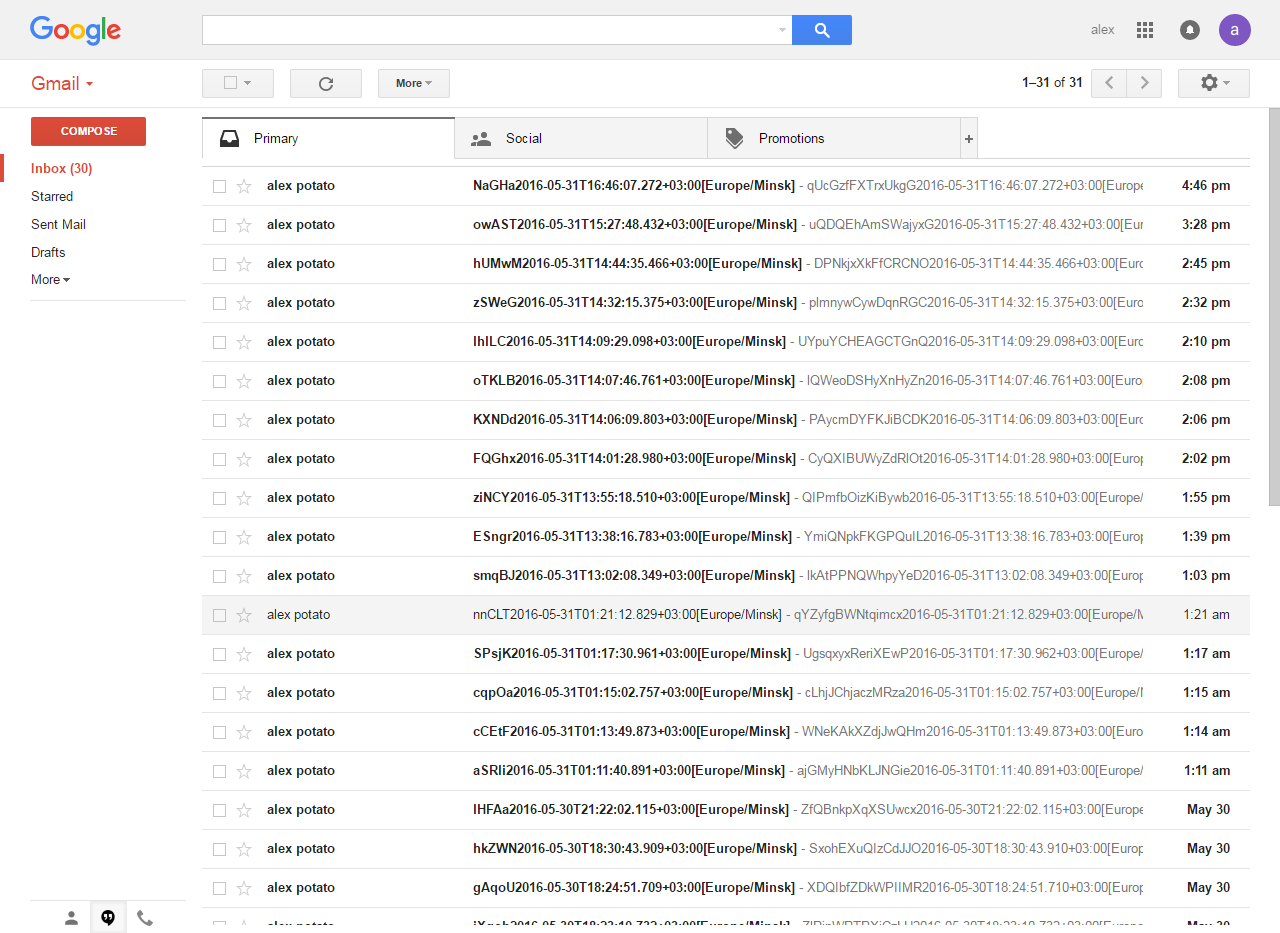 Google
alex
a
Gmail
More
1–31 of 31
COMPOSE
Inbox (30)
Starred
Sent Mail
Drafts
More
Primary
Social
Promotions
+
alex potato NaGHa2016-05-31T16:46:07.272+03:00[Europe/Minsk] - qUcGzfFXTrxUkgG2016-05-31T16:46:07.272+03:00[Europe 4:46 pm
alex potato owAST2016-05-31T15:27:48.432+03:00[Europe/Minsk] - uQDQEhAmSWajyxG2016-05-31T15:27:48.432+03:00[Eur 3:28 pm
alex potato hUMwM2016-05-31T14:44:35.466+03:00[Europe/Minsk] - DPNkjxXkFfCRCNO2016-05-31T14:44:35.466+03:00[Euro 2:45 pm
alex potato zSWeG2016-05-31T14:32:15.375+03:00[Europe/Minsk] - plmnywCywDqnRGC2016-05-31T14:32:15.375+03:00[Euro 2:32 pm
alex potato IhILC2016-05-31T14:09:29.098+03:00[Europe/Minsk] - UYpuYCHEAGCTGnQ2016-05-31T14:09:29.098+03:00[Euro 2:10 pm
alex potato oTKLB2016-05-31T14:07:46.761+03:00[Europe/Minsk] - lQWeoDSHyXnHyZn2016-05-31T14:07:46.761+03:00[Euro 2:08 pm
alex potato KXNDd2016-05-31T14:06:09.803+03:00[Europe/Minsk] - PAycmDYFKJiBCDK2016-05-31T14:06:09.803+03:00[Euro 2:06 pm
alex potato FQGhx2016-05-31T14:01:28.980+03:00[Europe/Minsk] - CyQXIBUWyZdRlOt2016-05-31T14:01:28.980+03:00[Europ 2:02 pm
alex potato ziNCY2016-05-31T13:55:18.510+03:00[Europe/Minsk] - QIPmfbOizKiBywb2016-05-31T13:55:18.510+03:00[Europe/ 1:55 pm
alex potato ESngr2016-05-31T13:38:16.783+03:00[Europe/Minsk] - YmiQNpkFKGPQuIL2016-05-31T13:38:16.783+03:00[Europ 1:39 pm
alex potato smqBJ2016-05-31T13:02:08.349+03:00[Europe/Minsk] - lkAtPPNQWhpyYeD2016-05-31T13:02:08.349+03:00[Europ 1:03 pm
alex potato nnCLT2016-05-31T01:21:12.829+03:00[Europe/Minsk] - qYZyfgBWNtqimcx2016-05-31T01:21:12.829+03:00[Europe/M 1:21 am
alex potato SPsjK2016-05-31T01:17:30.961+03:00[Europe/Minsk] - UgsqxyxReriXEwP2016-05-31T01:17:30.962+03:00[Europe/ 1:17 am
alex potato cqpOa2016-05-31T01:15:02.757+03:00[Europe/Minsk] - cLhjJChjaczMRza2016-05-31T01:15:02.757+03:00[Europe/ 1:15 am
alex potato cCEtF2016-05-31T01:13:49.873+03:00[Europe/Minsk] - WNeKAkXZdjJwQHm2016-05-31T01:13:49.873+03:00[Euro 1:14 am
alex potato aSRli2016-05-31T01:11:40.891+03:00[Europe/Minsk] - ajGMyHNbKLJNGie2016-05-31T01:11:40.891+03:00[Europe/ 1:11 am
alex potato IHFAa2016-05-30T21:22:02.115+03:00[Europe/Minsk] - ZfQBnkpXqXSUwcx2016-05-30T21:22:02.115+03:00[Europe May 30
alex potato hkZWN2016-05-30T18:30:43.909+03:00[Europe/Minsk] - SxohEXuQIzCdJJO2016-05-30T18:30:43.910+03:00[Europ May 30
alex potato gAqoU2016-05-30T18:24:51.709+03:00[Europe/Minsk] - XDQIbfZDkWPIIMR2016-05-30T18:24:51.710+03:00[Europ May 30
alex potato May 30